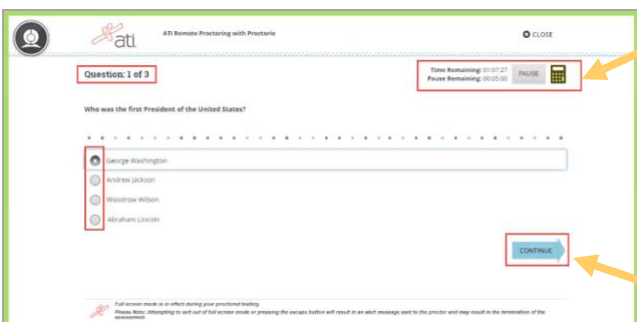 ati
ATI Remote Proctoring with Proctorio
CLOSE
Question: 1 of 3
Time Remaining: 01:07:27
Pause Remaining: 00:05:00
PAUSE
Who was the first President of the United States?
George Washington
Andrew Jackson
Woodrow Wilson
Abraham Lincoln
CONTINUE
Full screen mode is in effect during your proctored testing.
Please Note: Attempting to exit out of full screen mode or pressing the escape button will result in an alert message sent to the proctor and may result in the termination of the
assessment.